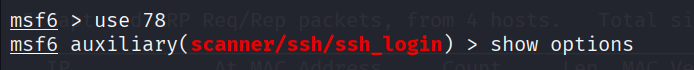 msf6 > use 78
msf6 auxiliary(scanner/ssh/ssh_login) > show options